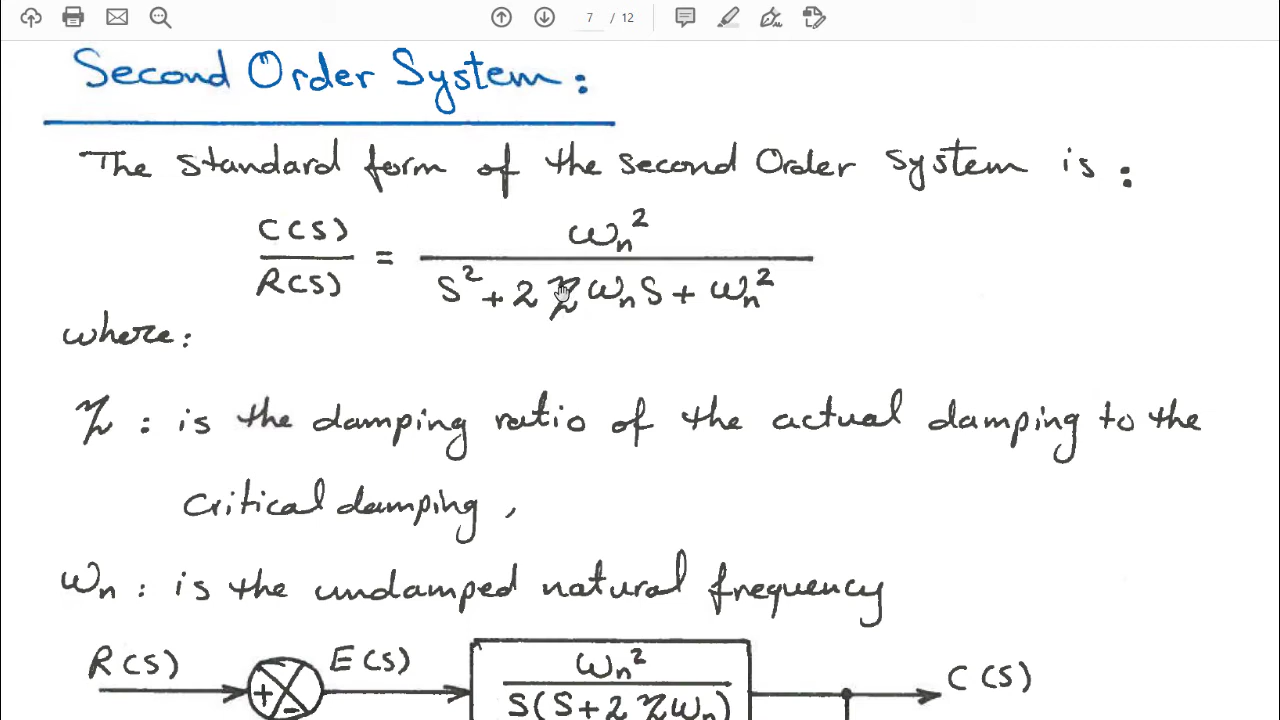 7 / 12
Second Order System:
The standard form of the second Order system is:
C(S)/R(S) = ωn²/(S² + 2ζωnS + ωn²)
where:
ζ : is the damping ratio of the actual damping to the
critical damping,
ωn : is the undamped natural frequency
R(S) + - E(S) ωn²/(S(S+2ζωn)) C(S)